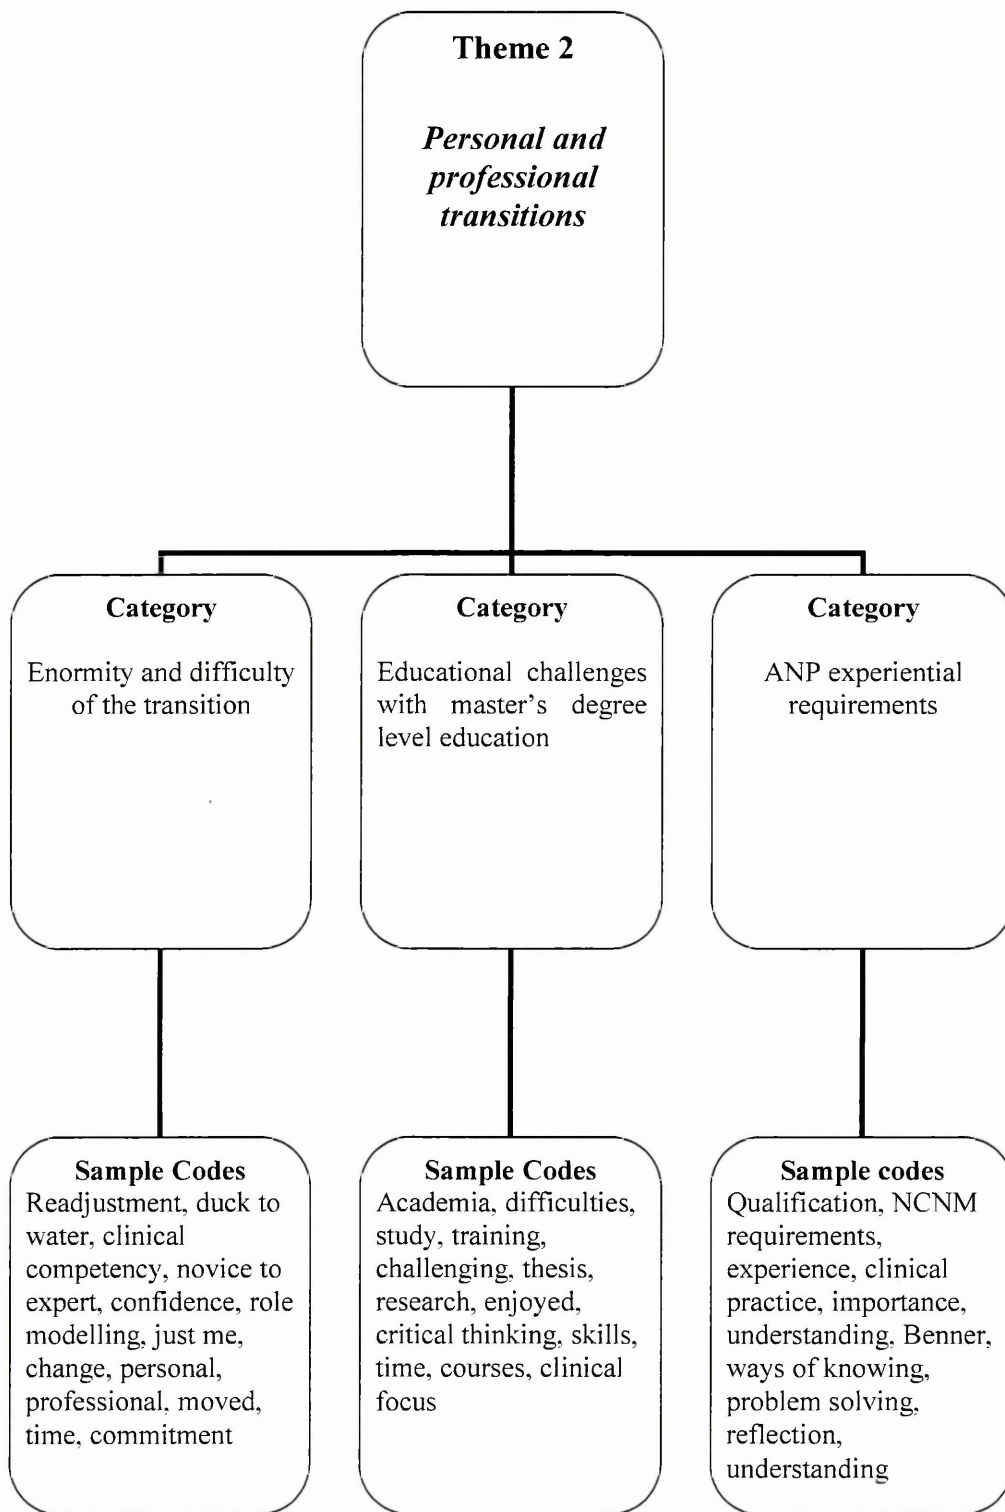 Theme 2
Personal and
professional
transitions
Category
Enormity and difficulty
of the transition
Category
Educational challenges
with master's degree
level education
Category
ANP experiential
requirements
Sample Codes
Readjustment, duck to
water, clinical
competency, novice to
expert, confidence, role
modelling, just me,
change, personal,
professional, moved,
time, commitment
Sample Codes
Academia, difficulties,
study, training,
challenging, thesis,
research, enjoyed,
critical thinking, skills,
time, courses, clinical
focus
Sample codes
Qualification, NCNM
requirements,
experience, clinical
practice, importance,
understanding, Benner,
ways of knowing,
problem solving,
reflection,
understanding